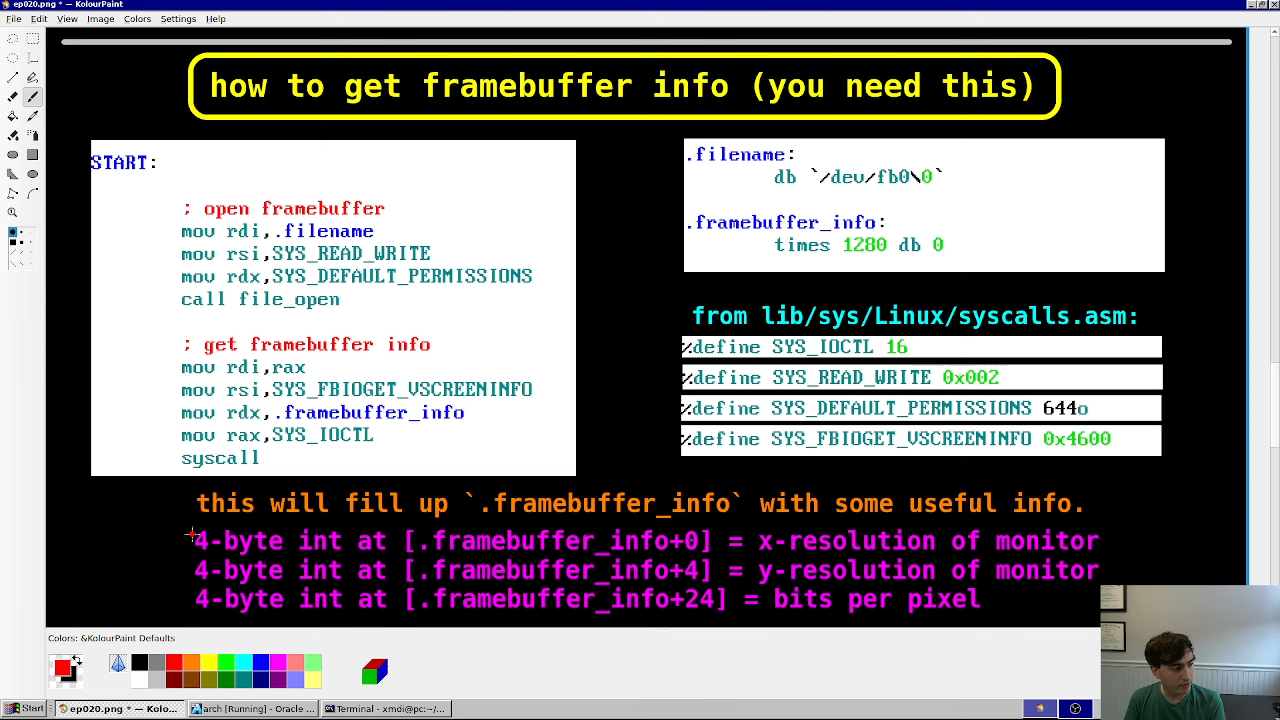 ep020.png * — KolourPaint
File Edit View Image Colors Settings Help
how to get framebuffer info (you need this)
START:
; open framebuffer
mov rdi,.filename
mov rsi,SYS_READ_WRITE
mov rdx,SYS_DEFAULT_PERMISSIONS
call file_open
; get framebuffer info
mov rdi,rax
mov rsi,SYS_FBIOGET_VSCREENINFO
mov rdx,.framebuffer_info
mov rax,SYS_IOCTL
syscall
.filename:
db `/dev/fb0\0`
.framebuffer_info:
times 1280 db 0
from lib/sys/Linux/syscalls.asm:
%define SYS_IOCTL 16
%define SYS_READ_WRITE 0x002
%define SYS_DEFAULT_PERMISSIONS 644o
%define SYS_FBIOGET_VSCREENINFO 0x4600
this will fill up `.framebuffer_info` with some useful info.
4-byte int at [.framebuffer_info+0] = x-resolution of monitor
4-byte int at [.framebuffer_info+4] = y-resolution of monitor
4-byte int at [.framebuffer_info+24] = bits per pixel
Colors: &KolourPaint Defaults
Start ep020.png * — Kolo... arch [Running] - Oracle ... Terminal - xmdi@pc:~/...